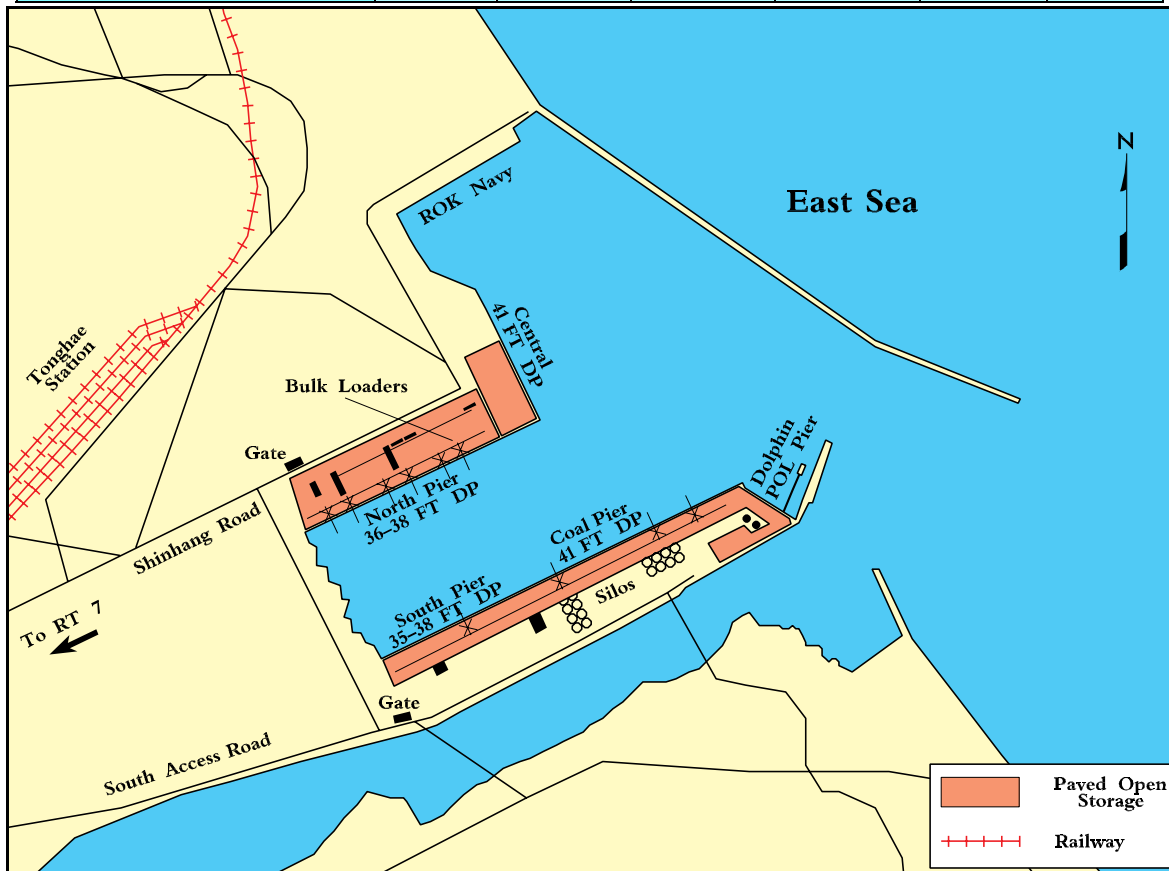 N
East Sea
ROK Navy
Central
41 FT DP
Tonghae
Station
Bulk Loaders
Gate
North Pier
36–38 FT DP
Dolphin
POL Pier
Coal Pier
41 FT DP
Shinhang Road
South Pier
35–38 FT DP
Silos
To RT 7
Gate
South Access Road
Paved Open
Storage
Railway